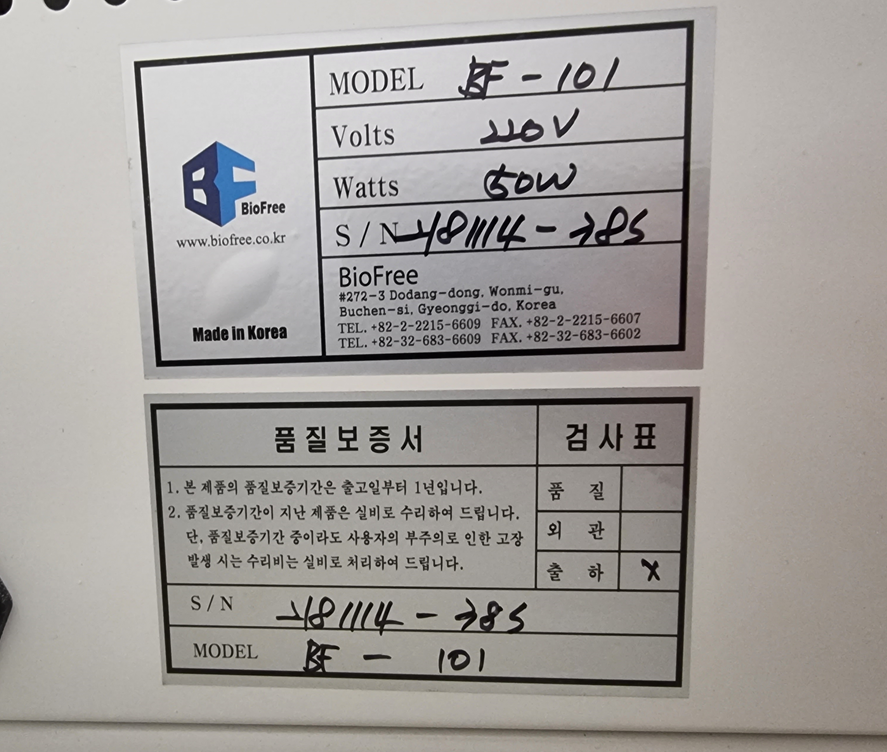 MODEL BF - 101
Volts 220V
Watts 50W
S/N
BF
BioFree
www.biofree.co.kr
Made in Korea
BioFree
#272-3 Dodang-dong, Wonmi-gu,
Buchen-si, Gyeonggi-do, Korea
TEL. +82-2-2215-6609 FAX. +82-2-2215-6607
TEL. +82-32-683-6609 FAX. +82-32-683-6602
품질보증서
1. 본 제품의 품질보증기간은 출고일부터 1년입니다.
2. 품질보증기간이 지난 제품은 실비로 수리하여 드립니다.
단, 품질보증기간 중이라도 사용자의 부주의로 인한 고장
발생 시는 수리비는 실비로 처리하여 드립니다.
검사표
품 질
외 관
출 하 X
S/N
MODEL BF - 101